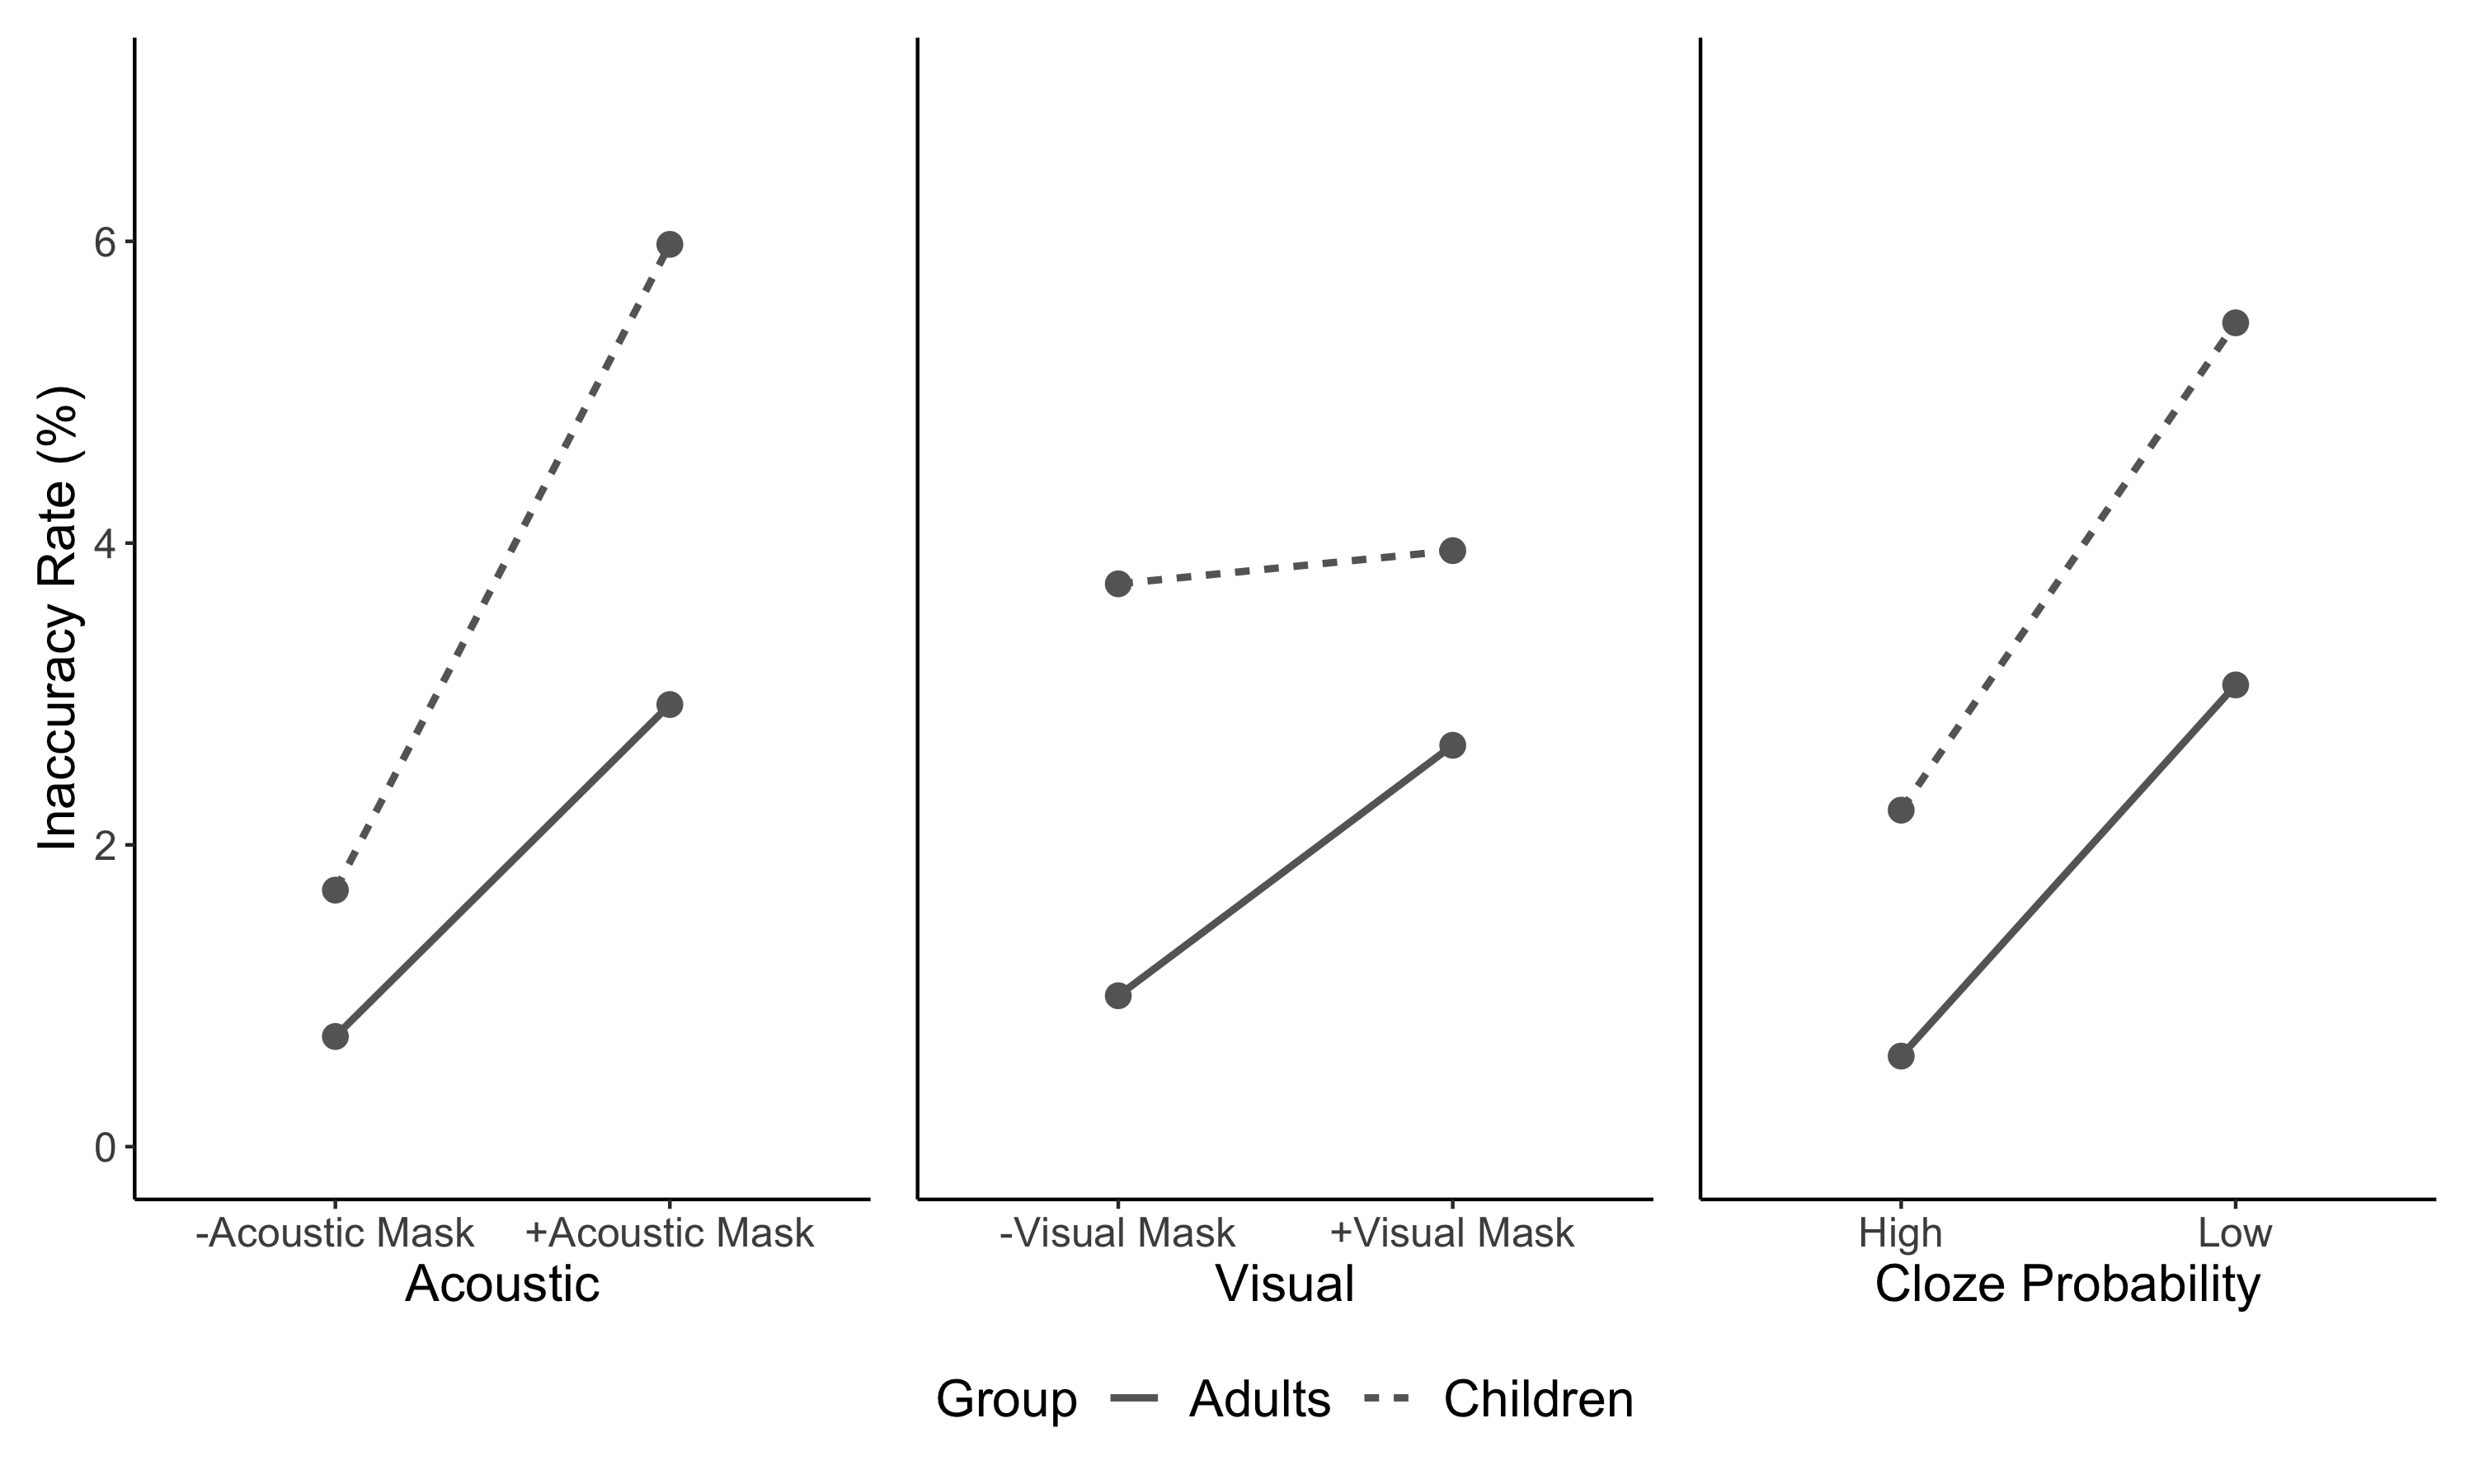 Inaccuracy Rate (%)
6
4
2
0
-Acoustic Mask +Acoustic Mask
Acoustic
-Visual Mask +Visual Mask
Visual
High Low
Cloze Probability
Group Adults Children